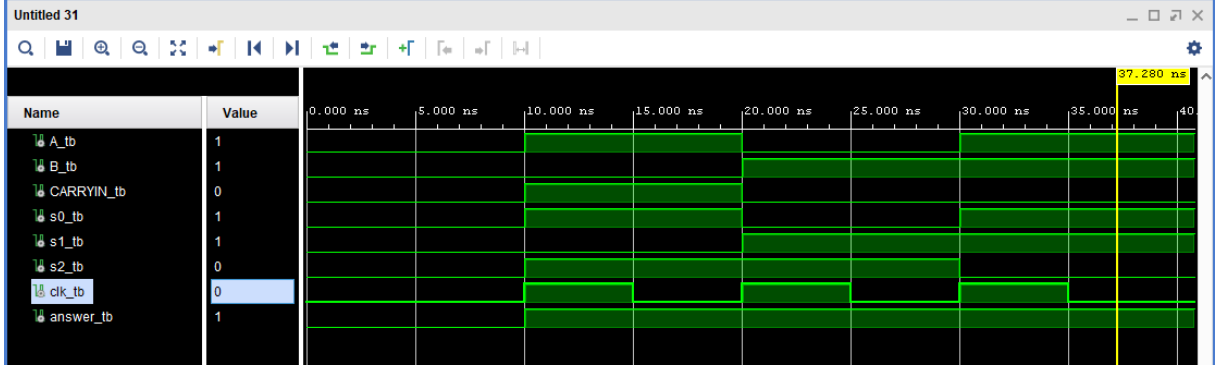 Untitled 31
37.280 ns
Name Value
0.000 ns 5.000 ns 10.000 ns 15.000 ns 20.000 ns 25.000 ns 30.000 ns 35.000 ns 40.
A_tb 1
B_tb 1
CARRYIN_tb 0
s0_tb 1
s1_tb 1
s2_tb 0
clk_tb 0
answer_tb 1